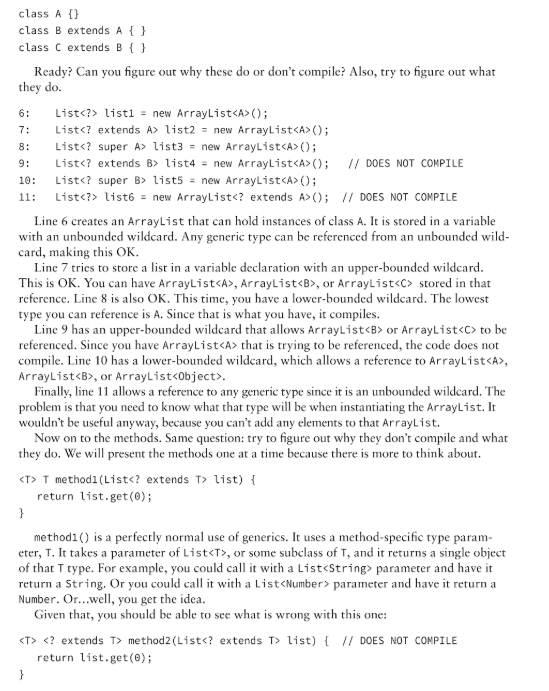 class A {}
class B extends A { }
class C extends B { }
Ready? Can you figure out why these do or don't compile? Also, try to figure out what
they do.
6: List<?> list1 = new ArrayList<A>();
7: List<? extends A> list2 = new ArrayList<A>();
8: List<? super A> list3 = new ArrayList<A>();
9: List<? extends B> list4 = new ArrayList<A>(); // DOES NOT COMPILE
10: List<? super B> list5 = new ArrayList<A>();
11: List<?> list6 = new ArrayList<? extends A>(); // DOES NOT COMPILE
Line 6 creates an ArrayList that can hold instances of class A. It is stored in a variable
with an unbounded wildcard. Any generic type can be referenced from an unbounded wild-
card, making this OK.
Line 7 tries to store a list in a variable declaration with an upper-bounded wildcard.
This is OK. You can have ArrayList<A>, ArrayList<B>, or ArrayList<C> stored in that
reference. Line 8 is also OK. This time, you have a lower-bounded wildcard. The lowest
type you can reference is A. Since that is what you have, it compiles.
Line 9 has an upper-bounded wildcard that allows ArrayList<B> or ArrayList<C> to be
referenced. Since you have ArrayList<A> that is trying to be referenced, the code does not
compile. Line 10 has a lower-bounded wildcard, which allows a reference to ArrayList<A>,
ArrayList<B>, or ArrayList<Object>.
Finally, line 11 allows a reference to any generic type since it is an unbounded wildcard. The
problem is that you need to know what that type will be when instantiating the ArrayList. It
wouldn't be useful anyway, because you can't add any elements to that ArrayList.
Now on to the methods. Same question: try to figure out why they don't compile and what
they do. We will present the methods one at a time because there is more to think about.
<T> T method1(List<? extends T> list) {
return list.get(0);
}
method1() is a perfectly normal use of generics. It uses a method-specific type param-
eter, T. It takes a parameter of List<T>, or some subclass of T, and it returns a single object
of that T type. For example, you could call it with a List<String> parameter and have it
return a String. Or you could call it with a List<Number> parameter and have it return a
Number. Or...well, you get the idea.
Given that, you should be able to see what is wrong with this one:
<T> <? extends T> method2(List<? extends T> list) { // DOES NOT COMPILE
return list.get(0);
}